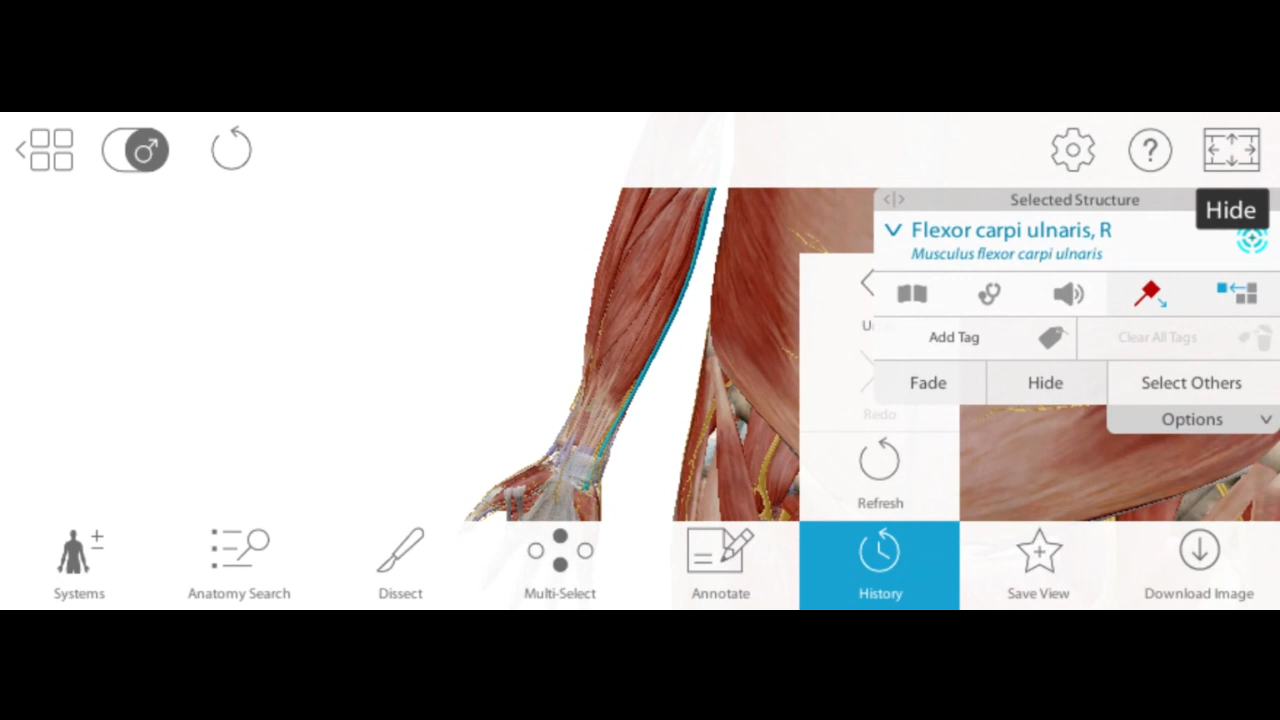 Selected Structure
Hide
Flexor carpi ulnaris, R
Musculus flexor carpi ulnaris
U
Add Tag
Clear All Tags
Fade
Hide
Select Others
Redo
Options
Refresh
Systems
Anatomy Search
Dissect
Multi-Select
Annotate
History
Save View
Download Image